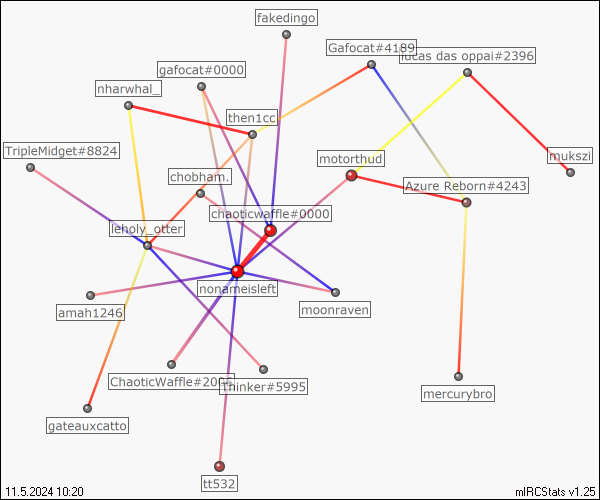 fakedingo
Gafocat#4189
lucas das oppai#2396
gafocat#0000
nharwhal_
then1cc
TripleMidget#8824
motorthud
mukszi
chobham.
Azure Reborn#4243
chaoticwaffle#0000
leholy_otter
nonameisleft
amah1246
moonraven
ChaoticWaffle#20
Thinker#5995
mercurybro
gateauxcatto
tt532
11.5.2024 10:20
mIRCStats v1.25